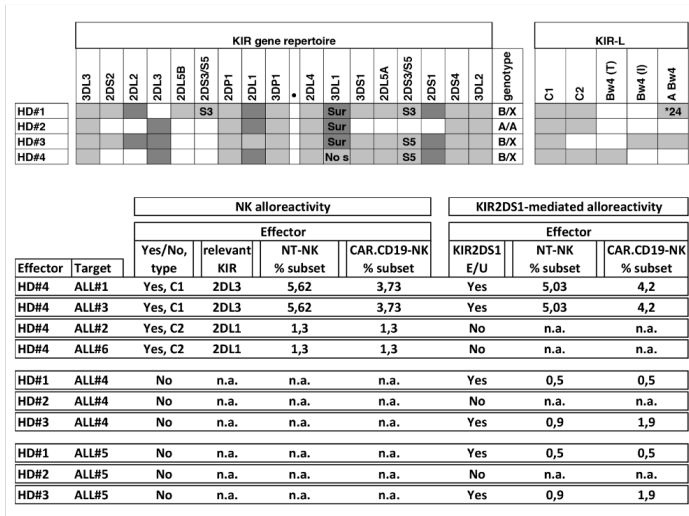 KIR gene repertoire KIR-L
3DL3 2DS2 2DL2 2DL3 2DL5B 2DS3/S5 2DP1 2DL1 3DP1 • 2DL4 3DL1 3DS1 2DL5A 2DS3/S5 2DS1 2DS4 3DL2 genotype C1 C2 Bw4 (T) Bw4 (I) A Bw4
HD#1 S3 Sur S3 B/X *24
HD#2 Sur A/A
HD#3 Sur S5 B/X
HD#4 No s S5 B/X
NK alloreactivity KIR2DS1-mediated alloreactivity
Effector Effector
Yes/No, relevant NT-NK CAR.CD19-NK KIR2DS1 NT-NK CAR.CD19-NK
Effector Target type KIR % subset % subset E/U % subset % subset
HD#4 ALL#1 Yes, C1 2DL3 5,62 3,73 Yes 5,03 4,2
HD#4 ALL#3 Yes, C1 2DL3 5,62 3,73 Yes 5,03 4,2
HD#4 ALL#2 Yes, C2 2DL1 1,3 1,3 No n.a. n.a.
HD#4 ALL#6 Yes, C2 2DL1 1,3 1,3 No n.a. n.a.
HD#1 ALL#4 No n.a. n.a. n.a. Yes 0,5 0,5
HD#2 ALL#4 No n.a. n.a. n.a. No n.a. n.a.
HD#3 ALL#4 No n.a. n.a. n.a. Yes 0,9 1,9
HD#1 ALL#5 No n.a. n.a. n.a. Yes 0,5 0,5
HD#2 ALL#5 No n.a. n.a. n.a. No n.a. n.a.
HD#3 ALL#5 No n.a. n.a. n.a. Yes 0,9 1,9